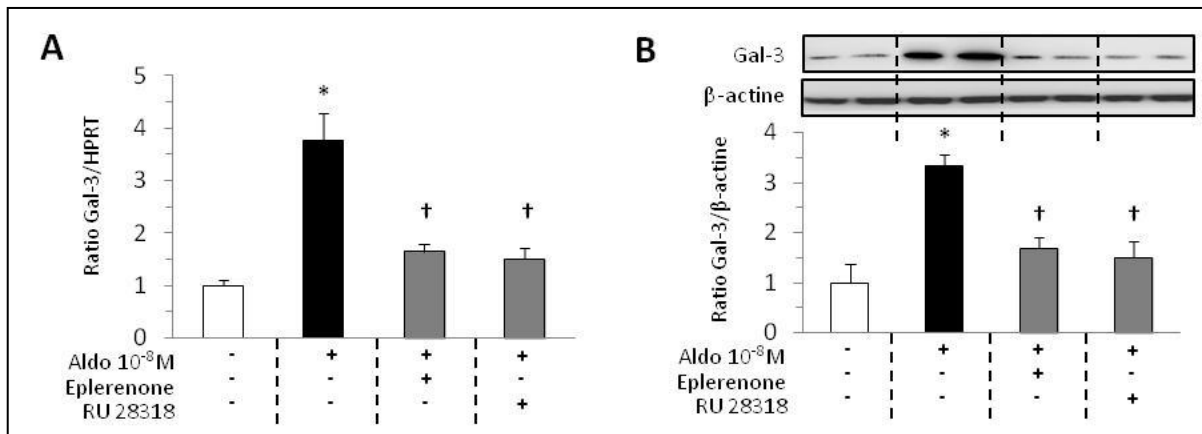 A
Ratio Gal-3/HPRT
5
4
3
2
1
0
*
†
†
Aldo 10⁻⁸M - + + +
Eplerenone - - + -
RU 28318 - - - +
B
Gal-3
β-actine
Ratio Gal-3/β-actine
4
3
2
1
0
*
†
†
Aldo 10⁻⁸M - + + +
Eplerenone - - + -
RU 28318 - - - +